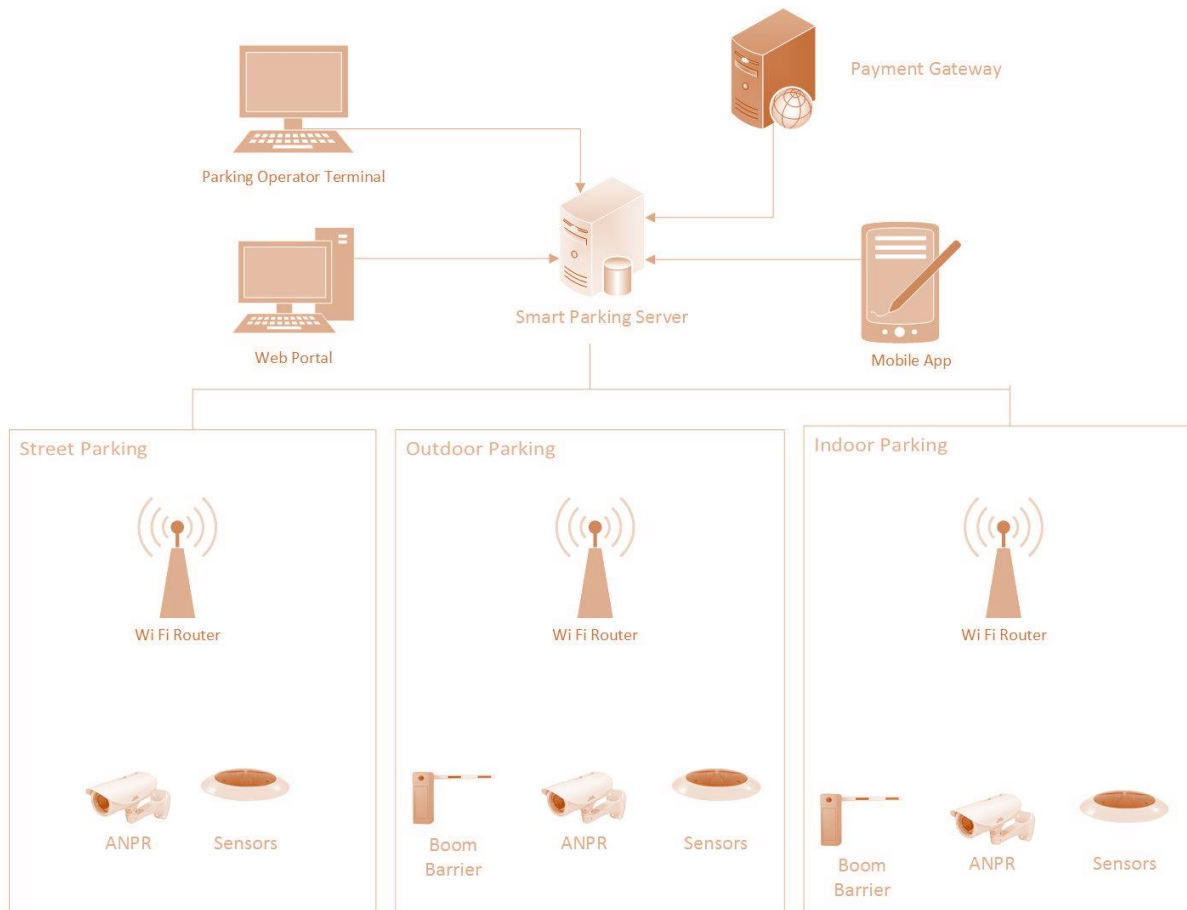 Payment Gateway
Parking Operator Terminal
Smart Parking Server
Web Portal
Mobile App
Street Parking
Outdoor Parking
Indoor Parking
Wi Fi Router
Wi Fi Router
Wi Fi Router
ANPR
Sensors
Boom
Barrier
ANPR
Sensors
Boom
Barrier
ANPR
Sensors